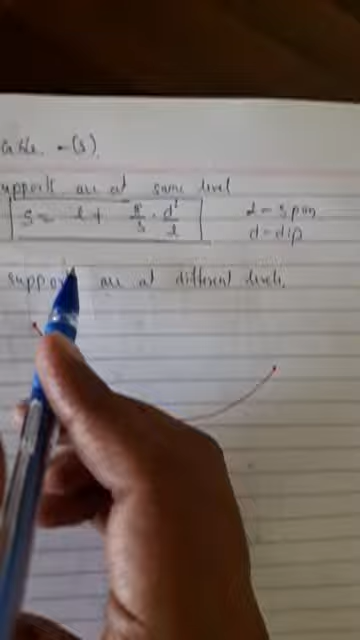 cable - (s).
supports are at same level
S = l + 8/3 · d²/l
l = span
d = dip
supports are at different levels.